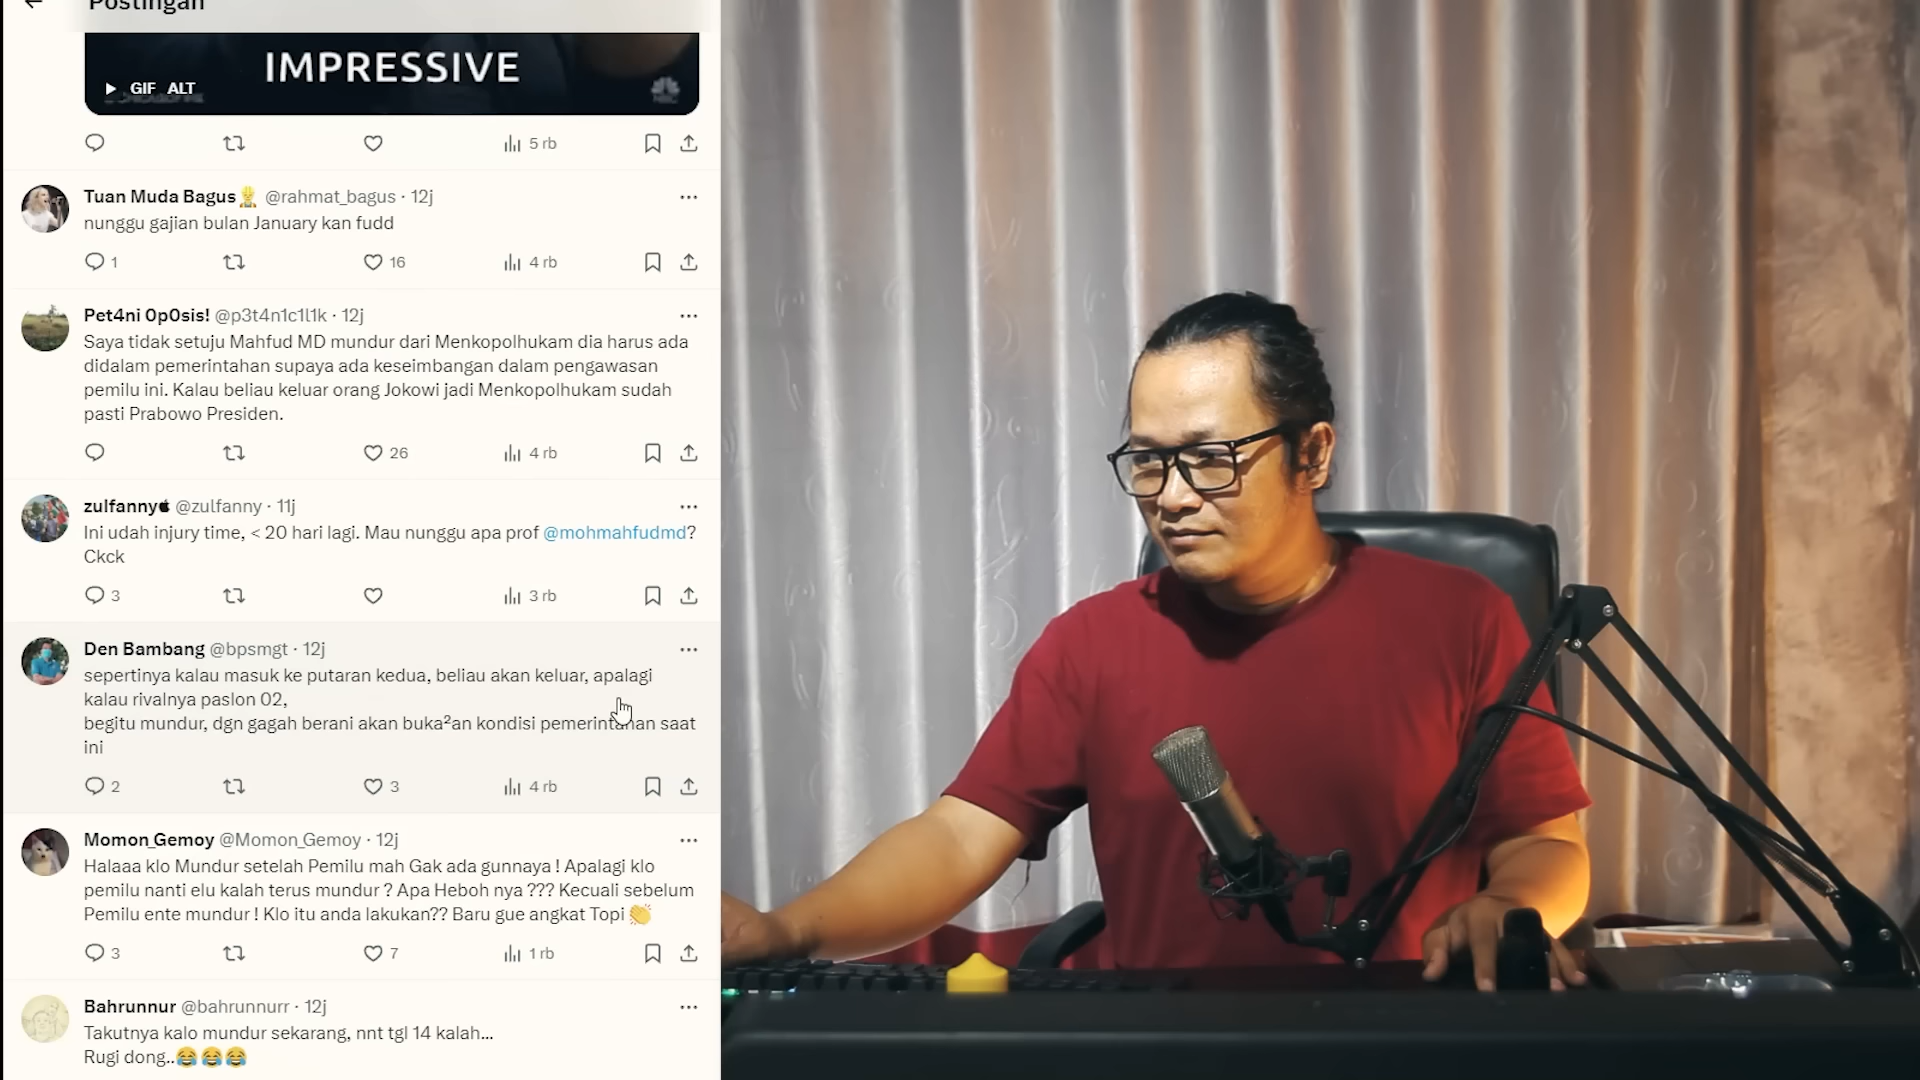 Postingan
IMPRESSIVE
GIF ALT
NBC
5 rb
Tuan Muda Bagus @rahmat_bagus · 12j
nunggu gajian bulan January kan fudd
1 16 4 rb
Pet4ni 0p0sis! @p3t4n1c1l1k · 12j
Saya tidak setuju Mahfud MD mundur dari Menkopolhukam dia harus ada
didalam pemerintahan supaya ada keseimbangan dalam pengawasan
pemilu ini. Kalau beliau keluar orang Jokowi jadi Menkopolhukam sudah
pasti Prabowo Presiden.
26 4 rb
zulfanny @zulfanny · 11j
Ini udah injury time, < 20 hari lagi. Mau nunggu apa prof @mohmahfudmd?
Ckck
3 3 rb
Den Bambang @bpsmgt · 12j
sepertinya kalau masuk ke putaran kedua, beliau akan keluar, apalagi
kalau rivalnya paslon 02,
begitu mundur, dgn gagah berani akan buka²an kondisi pemerintahan saat
ini
2 3 4 rb
Momon_Gemoy @Momon_Gemoy · 12j
Halaaa klo Mundur setelah Pemilu mah Gak ada gunnaya ! Apalagi klo
pemilu nanti elu kalah terus mundur ? Apa Heboh nya ??? Kecuali sebelum
Pemilu ente mundur ! Klo itu anda lakukan?? Baru gue angkat Topi 👏
3 7 1 rb
Bahrunnur @bahrunnurr · 12j
Takutnya kalo mundur sekarang, nnt tgl 14 kalah...
Rugi dong..😂😂😂